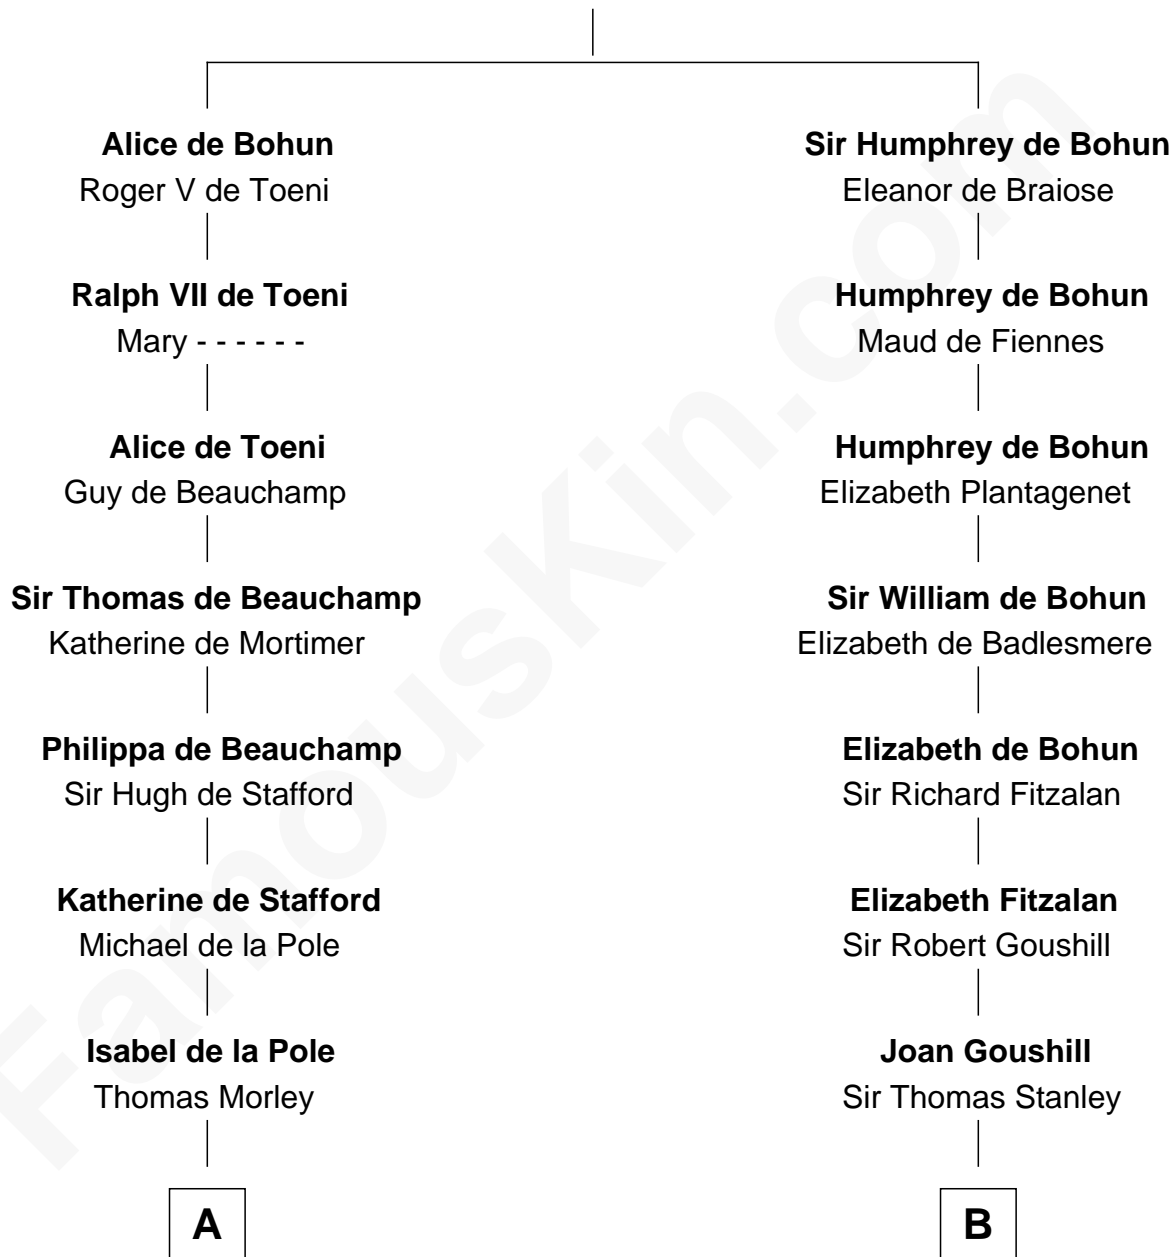 Alice de Bohun
Roger V de Toeni
Ralph VII de Toeni
Mary - - - - - -
Alice de Toeni
Guy de Beauchamp
Sir Thomas de Beauchamp
Katherine de Mortimer
Philippa de Beauchamp
Sir Hugh de Stafford
Katherine de Stafford
Michael de la Pole
Isabel de la Pole
Thomas Morley
A
Sir Humphrey de Bohun
Eleanor de Braiose
Humphrey de Bohun
Maud de Fiennes
Humphrey de Bohun
Elizabeth Plantagenet
Sir William de Bohun
Elizabeth de Badlesmere
Elizabeth de Bohun
Sir Richard Fitzalan
Elizabeth Fitzalan
Sir Robert Goushill
Joan Goushill
Sir Thomas Stanley
B
FamousKin.com